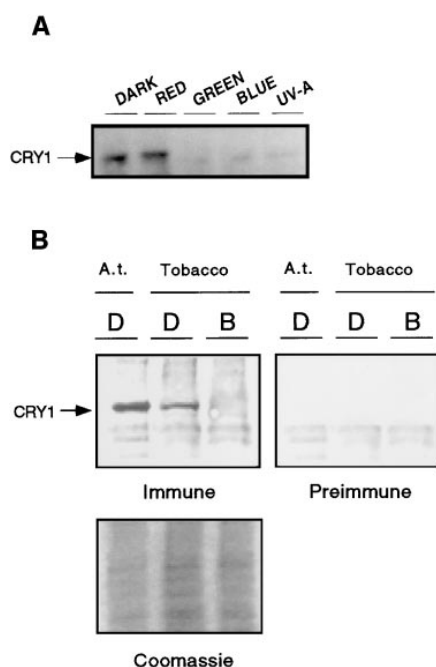 A
DARK RED GREEN BLUE UV-A
CRY1
B
A.t. Tobacco A.t. Tobacco
D D B D D B
CRY1
Immune Preimmune
Coomassie